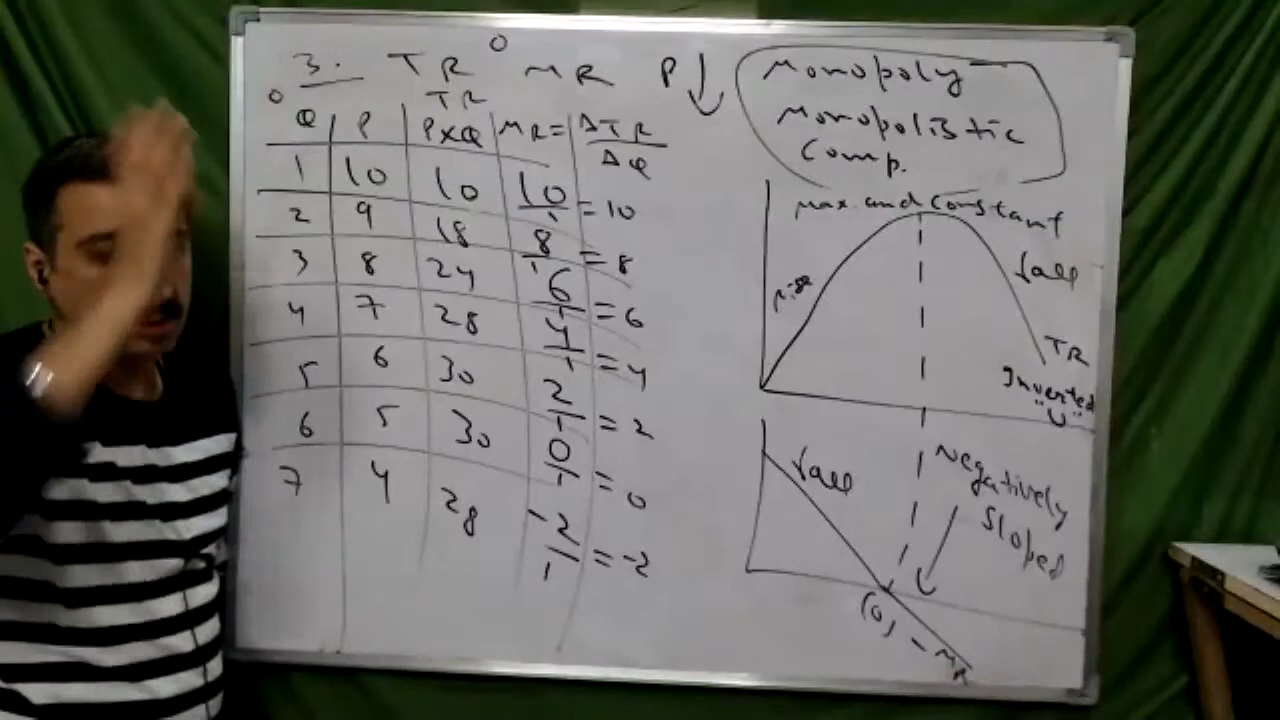 3. TR MR P↓
TR
Q P PXQ MR= ΔTR/ΔQ
1 10 10 10/1 = 10
2 9 18 8/1 = 8
3 8 24 6/1 = 6
4 7 28 4/1 = 4
5 6 30 2/1 = 2
6 5 30 0/1 = 0
7 4 28 -2/1 = -2
Monopoly
Monopolistic
Comp.
Max. and Constant
rise
fall
TR
Inverted
"U"
fall
Negatively
Sloped
(0)
- MR